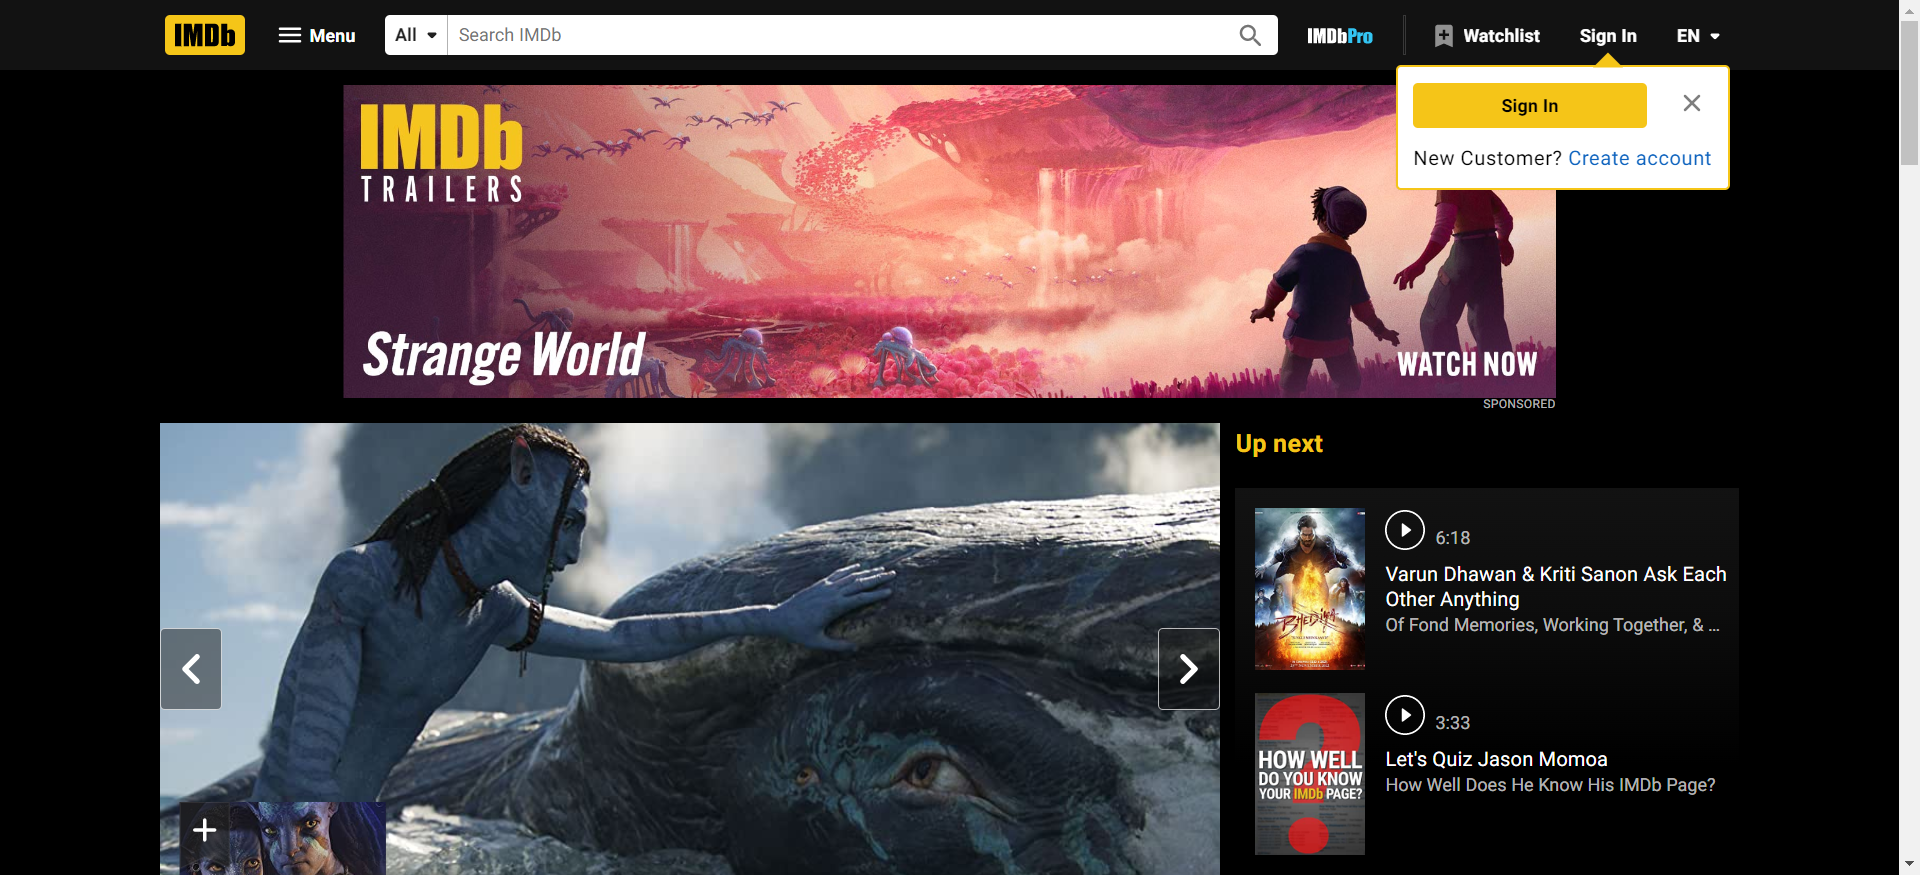 IMDb
Menu
All
Search IMDb
IMDbPro
Watchlist
Sign In
EN
Sign In
New Customer? Create account
IMDb
TRAILERS
Strange World
WATCH NOW
SPONSORED
Up next
BHEDIYA
6:18
Varun Dhawan & Kriti Sanon Ask Each
Other Anything
Of Fond Memories, Working Together, & ...
HOW WELL
DO YOU KNOW
YOUR IMDb PAGE?
3:33
Let's Quiz Jason Momoa
How Well Does He Know His IMDb Page?